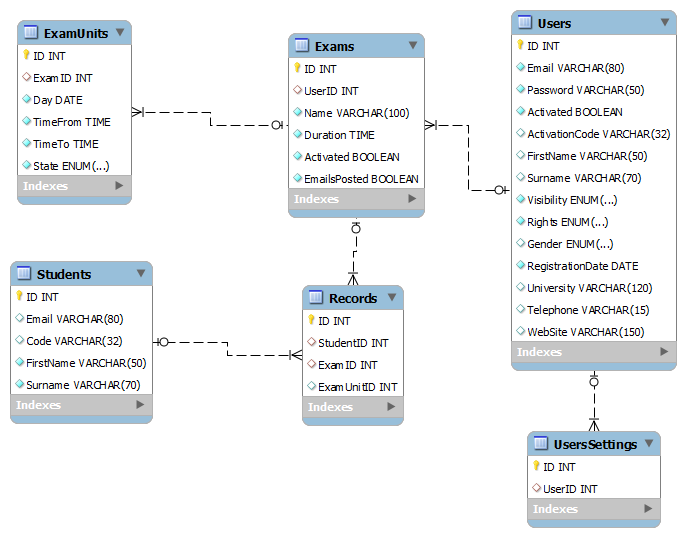 ExamUnits
ID INT
ExamID INT
Day DATE
TimeFrom TIME
TimeTo TIME
State ENUM(...)
Indexes
Exams
ID INT
UserID INT
Name VARCHAR(100)
Duration TIME
Activated BOOLEAN
EmailsPosted BOOLEAN
Indexes
Users
ID INT
Email VARCHAR(80)
Password VARCHAR(50)
Activated BOOLEAN
ActivationCode VARCHAR(32)
FirstName VARCHAR(50)
Surname VARCHAR(70)
Visibility ENUM(...)
Rights ENUM(...)
Gender ENUM(...)
RegistrationDate DATE
University VARCHAR(120)
Telephone VARCHAR(15)
WebSite VARCHAR(150)
Indexes
Students
ID INT
Email VARCHAR(80)
Code VARCHAR(32)
FirstName VARCHAR(50)
Surname VARCHAR(70)
Indexes
Records
ID INT
StudentID INT
ExamID INT
ExamUnitID INT
Indexes
UsersSettings
ID INT
UserID INT
Indexes